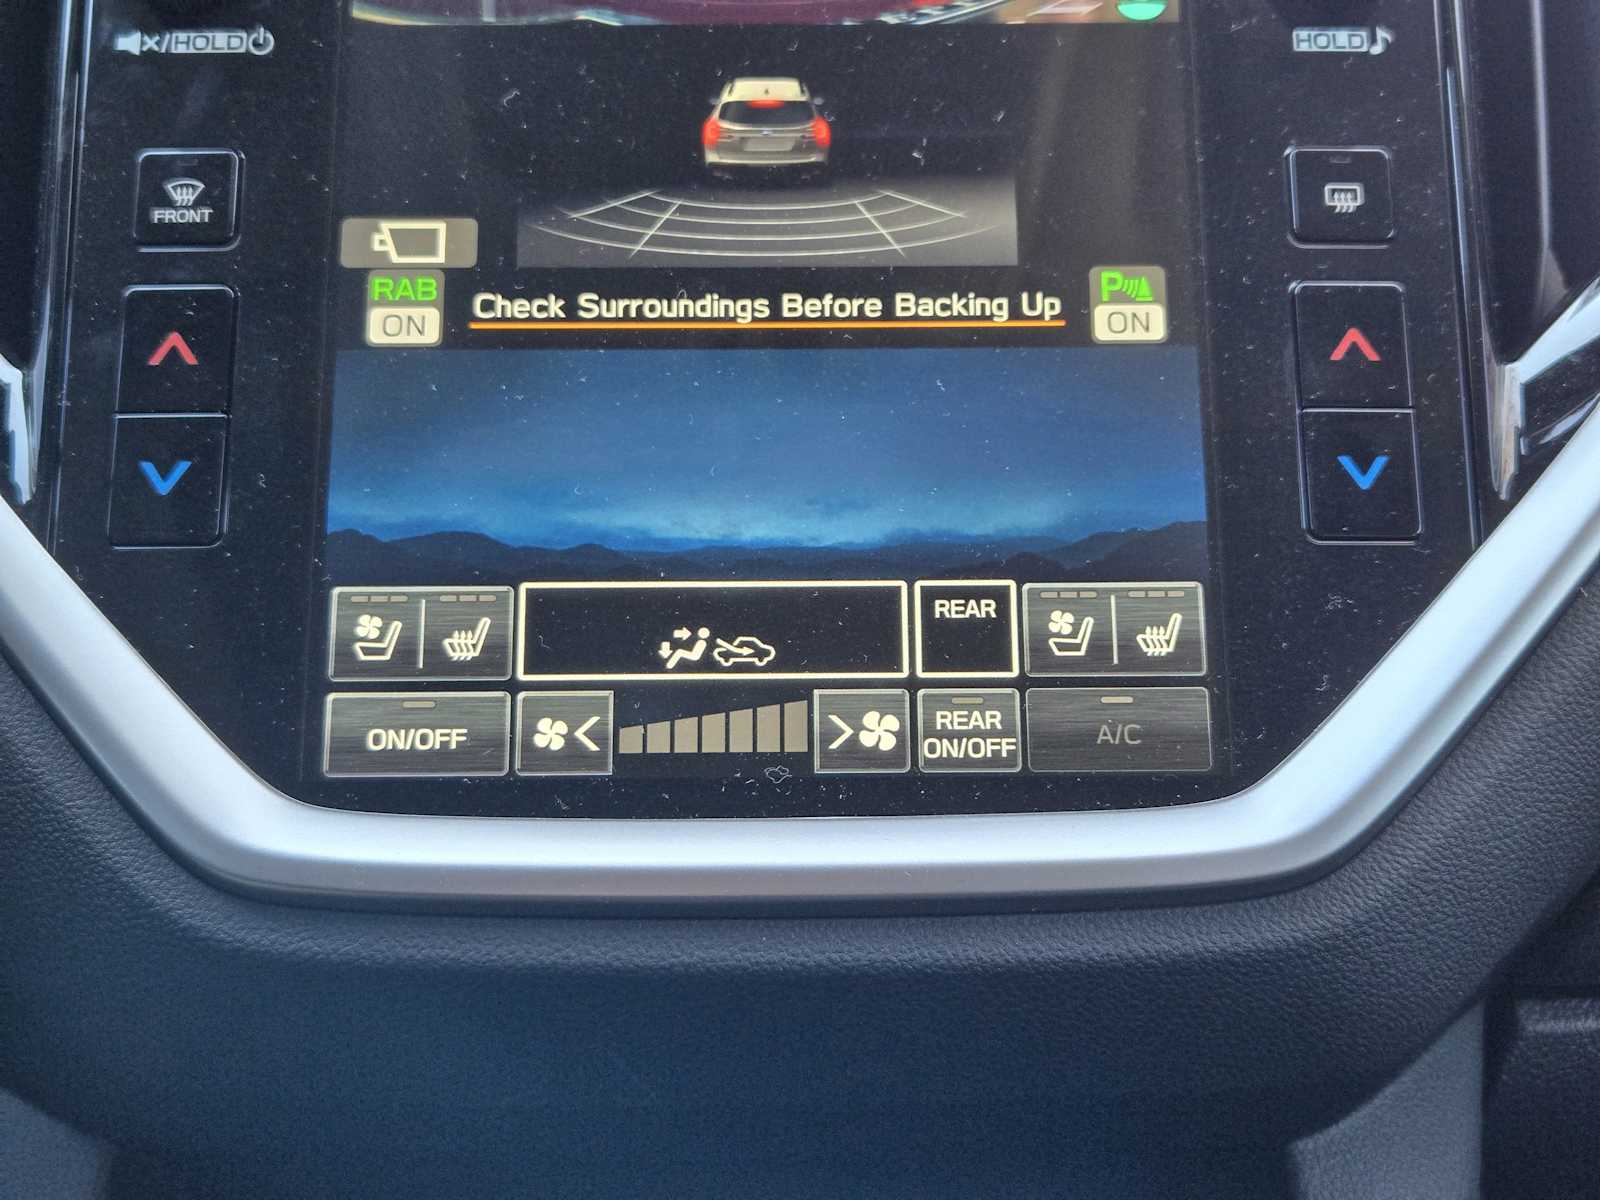 HOLD
HOLD
FRONT
RAB
ON
Check Surroundings Before Backing Up
P
ON
REAR
ON/OFF
REAR
ON/OFF
A/C